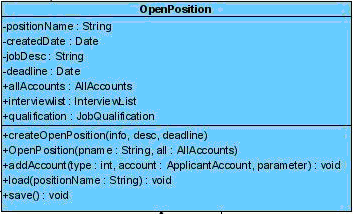 OpenPosition
-positionName : String
-createdDate : Date
-jobDesc : String
-deadline : Date
+allAccounts : AllAccounts
+interviewlist : InterviewList
+qualification : JobQualification
+createOpenPosition(info, desc, deadline)
+OpenPosition(pname : String, all : AllAccounts)
+addAccount(type : int, account : ApplicantAccount, parameter) : void
+load(positionName : String) : void
+save() : void